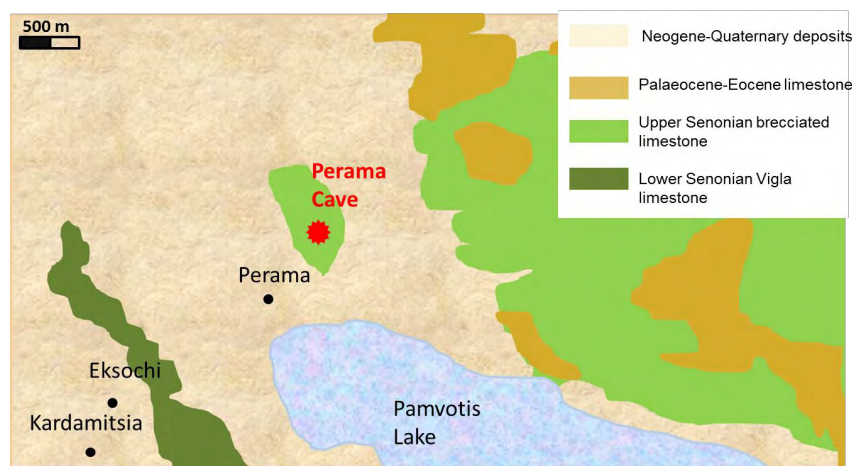 500 m
Neogene-Quaternary deposits
Palaeocene-Eocene limestone
Upper Senonian brecciated
limestone
Lower Senonian Vigla
limestone
Perama
Cave
Perama
Eksochi
Kardamitsia
Pamvotis
Lake